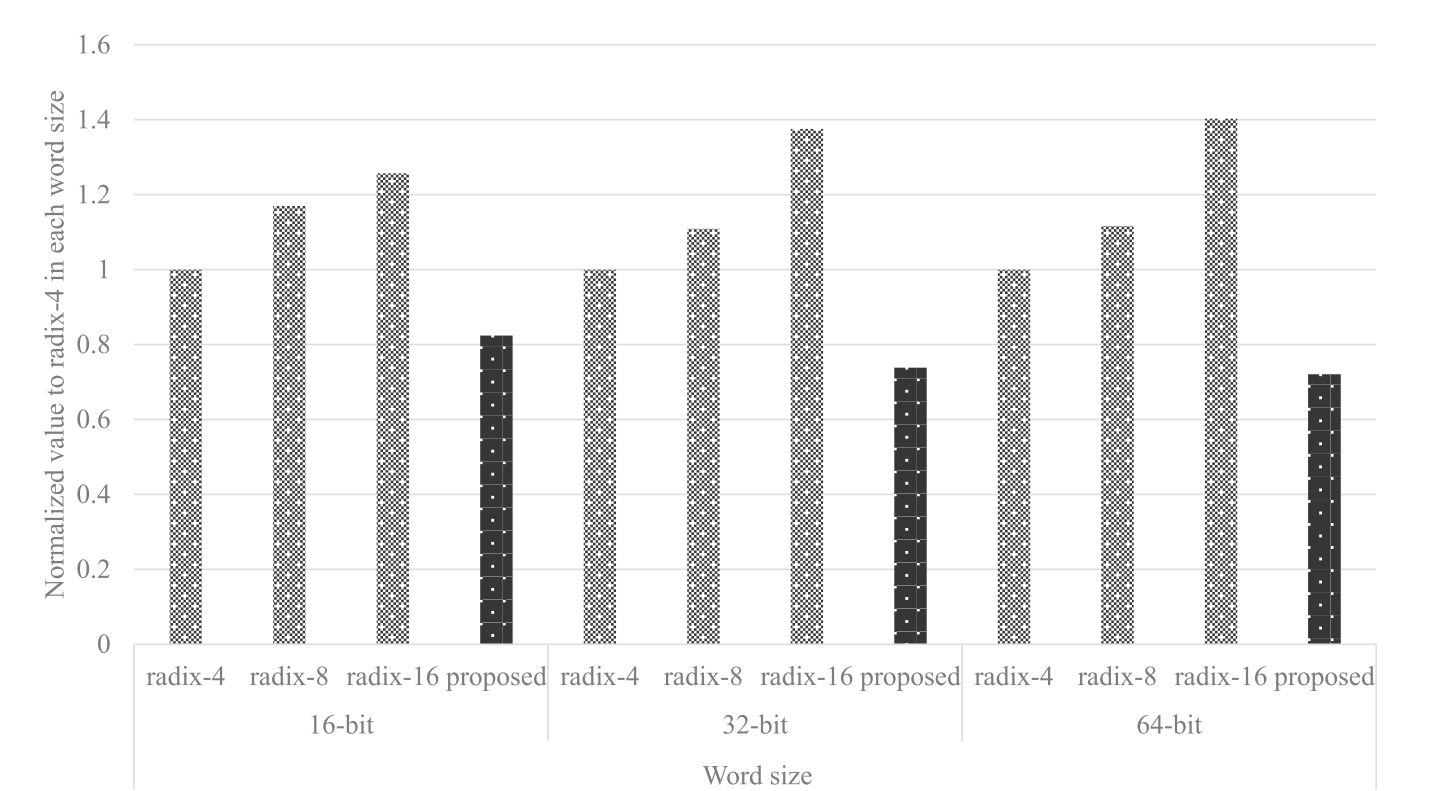 Normalized value to radix-4 in each word size
1.6
1.4
1.2
1
0.8
0.6
0.4
0.2
0
radix-4 radix-8 radix-16 proposed radix-4 radix-8 radix-16 proposed radix-4 radix-8 radix-16 proposed
16-bit 32-bit 64-bit
Word size